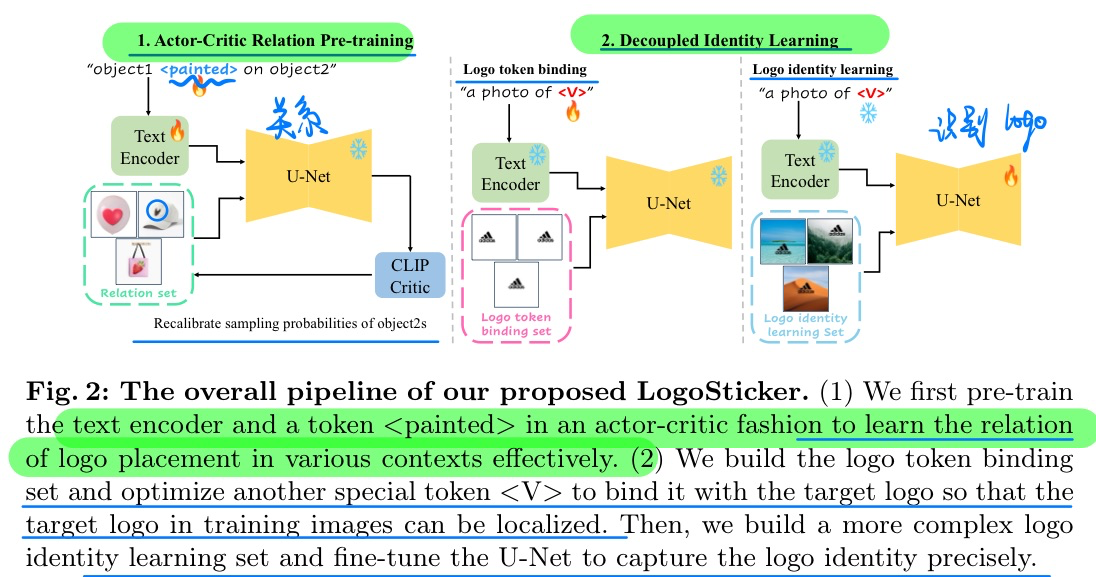 1. Actor-Critic Relation Pre-training
"object1 <painted> on object2"
关系
Text
Encoder
U-Net
Relation set
CLIP
Critic
Recalibrate sampling probabilities of object2s
2. Decoupled Identity Learning
Logo token binding
"a photo of <V>"
Text
Encoder
U-Net
Logo token
binding set
Logo identity learning
"a photo of <V>"
识别 logo
Text
Encoder
U-Net
Logo identity
learning Set
Fig. 2: The overall pipeline of our proposed LogoSticker. (1) We first pre-train
the text encoder and a token <painted> in an actor-critic fashion to learn the relation
of logo placement in various contexts effectively. (2) We build the logo token binding
set and optimize another special token <V> to bind it with the target logo so that the
target logo in training images can be localized. Then, we build a more complex logo
identity learning set and fine-tune the U-Net to capture the logo identity precisely.